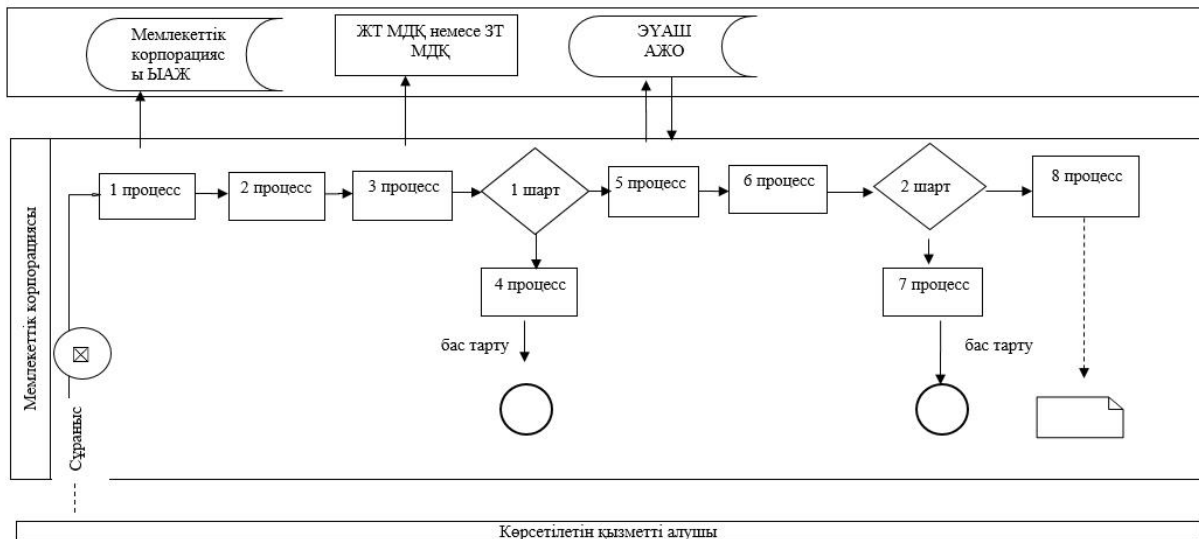 Мемлекеттік
корпорацияс
ы ЫАЖ
ЖТ МДҚ немесе ЗТ
МДҚ
ЭҮАШ
АЖО
Мемлекеттік корпорациясы
1 процесс
2 процесс
3 процесс
1 шарт
5 процесс
6 процесс
2 шарт
8 процесс
4 процесс
7 процесс
бас тарту
бас тарту
Сұраныс
Көрсетілетін қызметті алушы